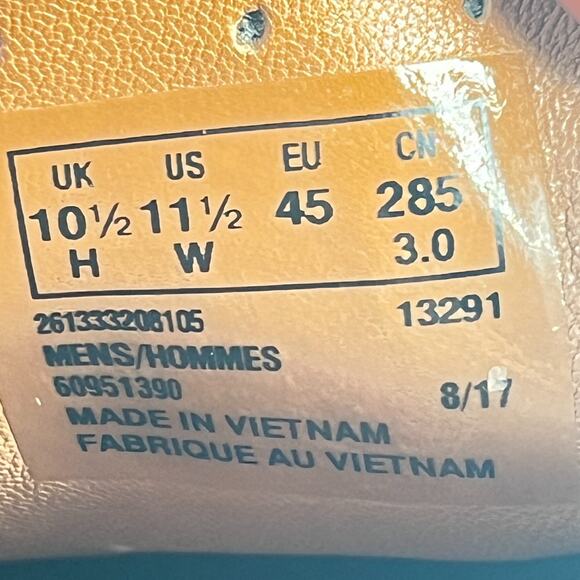 UK US EU CN
10½ 11½ 45 285
H W 3.0
261333208105 13291
MENS/HOMMES
60951390 8/17
MADE IN VIETNAM
FABRIQUE AU VIETNAM